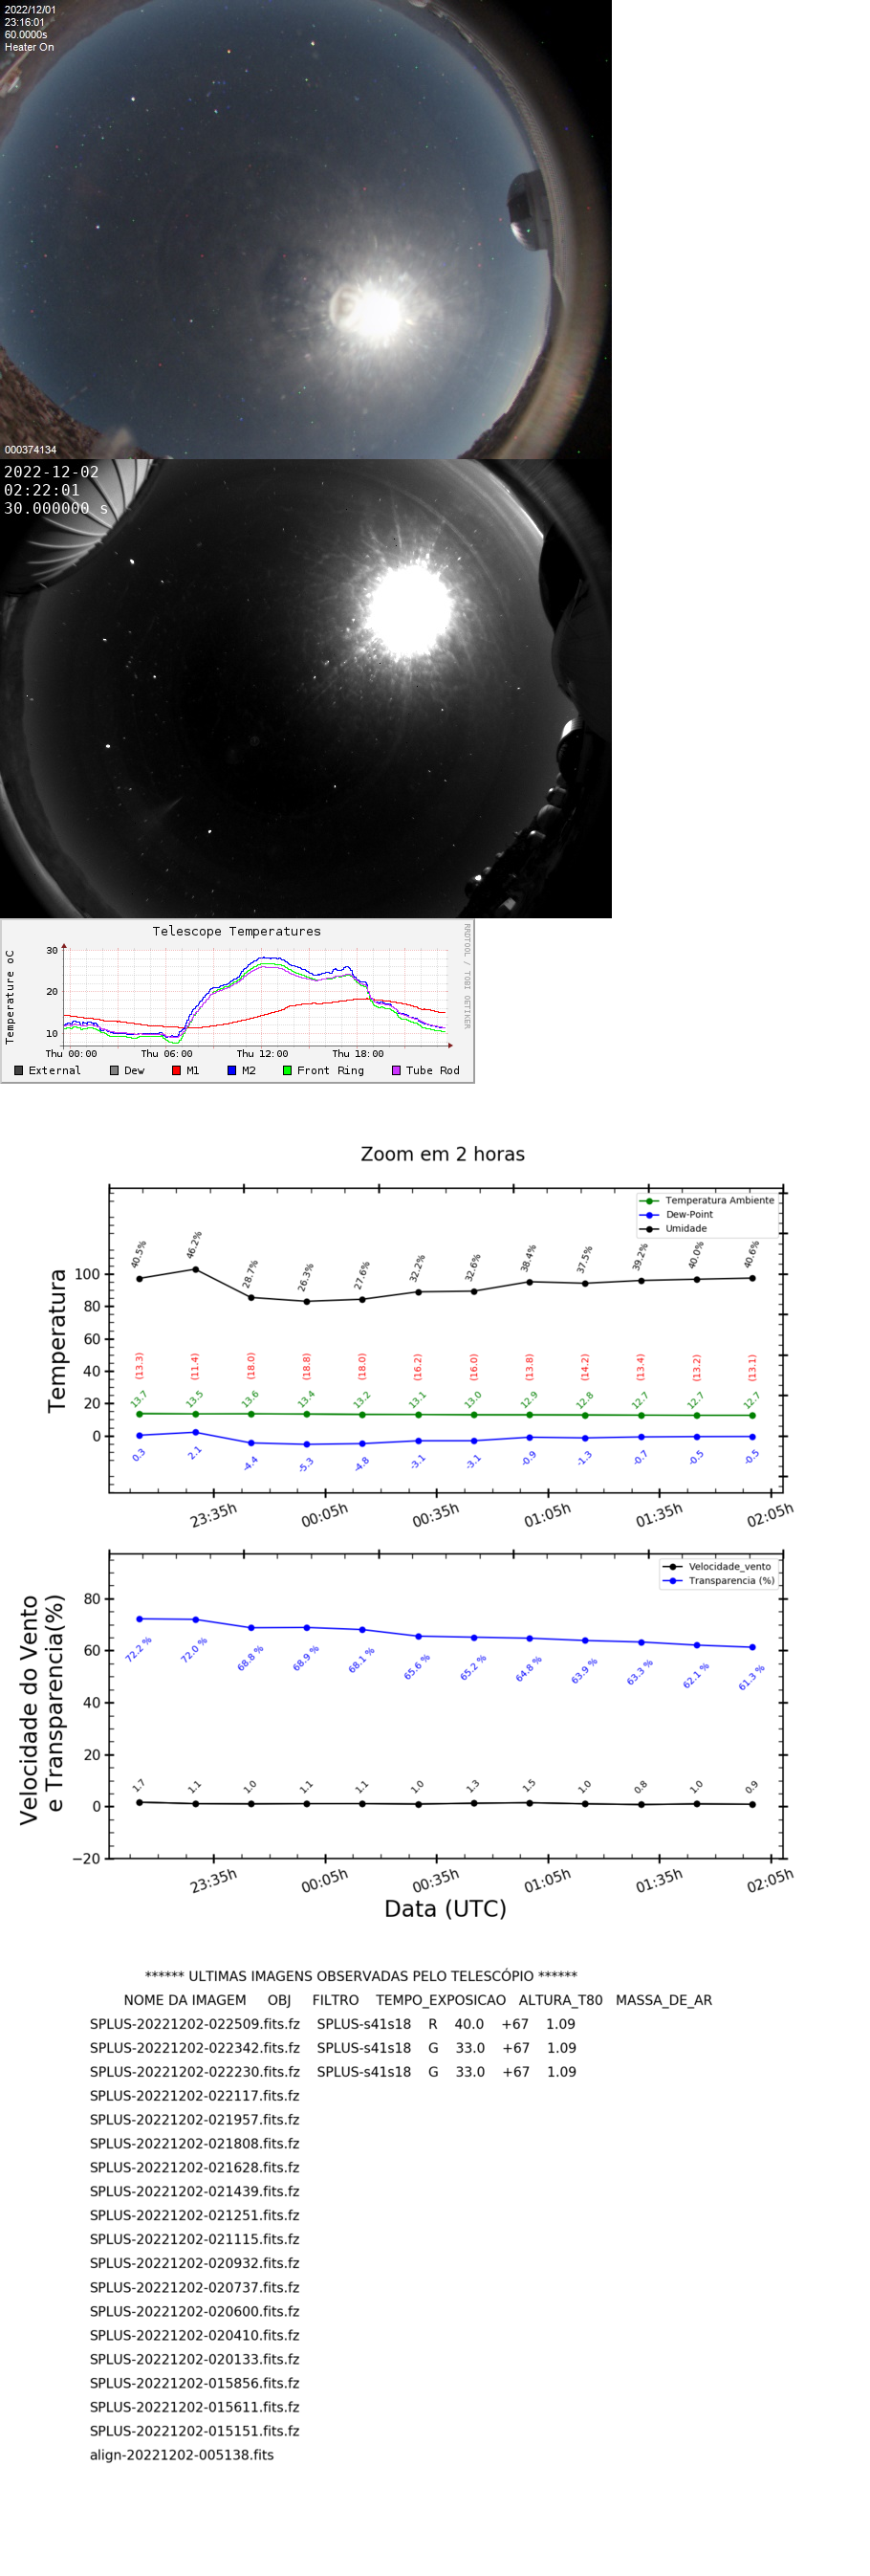 2022/12/01
23:16:01
60.0000s
Heater On
000374134
2022-12-02
02:22:01
30.000000 s
Telescope Temperatures
RRDTOOL / TOBI OETIKER
Temperature oC
30
20
10
Thu 00:00 Thu 06:00 Thu 12:00 Thu 18:00
External Dew M1 M2 Front Ring Tube Rod
Zoom em 2 horas
Temperatura Ambiente
Dew-Point
Umidade
Temperatura
100
80
60
40
20
0
40.5% 46.2% 28.7% 26.3% 27.6% 32.2% 32.6% 38.4% 37.5% 39.2% 40.0% 40.6%
(13.3) (11.4) (18.0) (18.8) (18.0) (16.2) (16.0) (13.8) (14.2) (13.4) (13.2) (13.1)
13.7 13.5 13.6 13.4 13.2 13.1 13.0 12.9 12.8 12.7 12.7 12.7
0.3 2.1 -4.4 -5.3 -4.8 -3.1 -3.1 -0.9 -1.3 -0.7 -0.5 -0.5
23:35h 00:05h 00:35h 01:05h 01:35h 02:05h
Velocidade_vento
Transparencia (%)
Velocidade do Vento
e Transparencia(%)
80
60
40
20
0
−20
72.2 % 72.0 % 68.8 % 68.9 % 68.1 % 65.6 % 65.2 % 64.8 % 63.9 % 63.3 % 62.1 % 61.3 %
1.7 1.1 1.0 1.1 1.1 1.0 1.3 1.5 1.0 0.8 1.0 0.9
23:35h 00:05h 00:35h 01:05h 01:35h 02:05h
Data (UTC)
****** ULTIMAS IMAGENS OBSERVADAS PELO TELESCÓPIO ******
NOME DA IMAGEM OBJ FILTRO TEMPO_EXPOSICAO ALTURA_T80 MASSA_DE_AR
SPLUS-20221202-022509.fits.fz SPLUS-s41s18 R 40.0 +67 1.09
SPLUS-20221202-022342.fits.fz SPLUS-s41s18 G 33.0 +67 1.09
SPLUS-20221202-022230.fits.fz SPLUS-s41s18 G 33.0 +67 1.09
SPLUS-20221202-022117.fits.fz
SPLUS-20221202-021957.fits.fz
SPLUS-20221202-021808.fits.fz
SPLUS-20221202-021628.fits.fz
SPLUS-20221202-021439.fits.fz
SPLUS-20221202-021251.fits.fz
SPLUS-20221202-021115.fits.fz
SPLUS-20221202-020932.fits.fz
SPLUS-20221202-020737.fits.fz
SPLUS-20221202-020600.fits.fz
SPLUS-20221202-020410.fits.fz
SPLUS-20221202-020133.fits.fz
SPLUS-20221202-015856.fits.fz
SPLUS-20221202-015611.fits.fz
SPLUS-20221202-015151.fits.fz
align-20221202-005138.fits